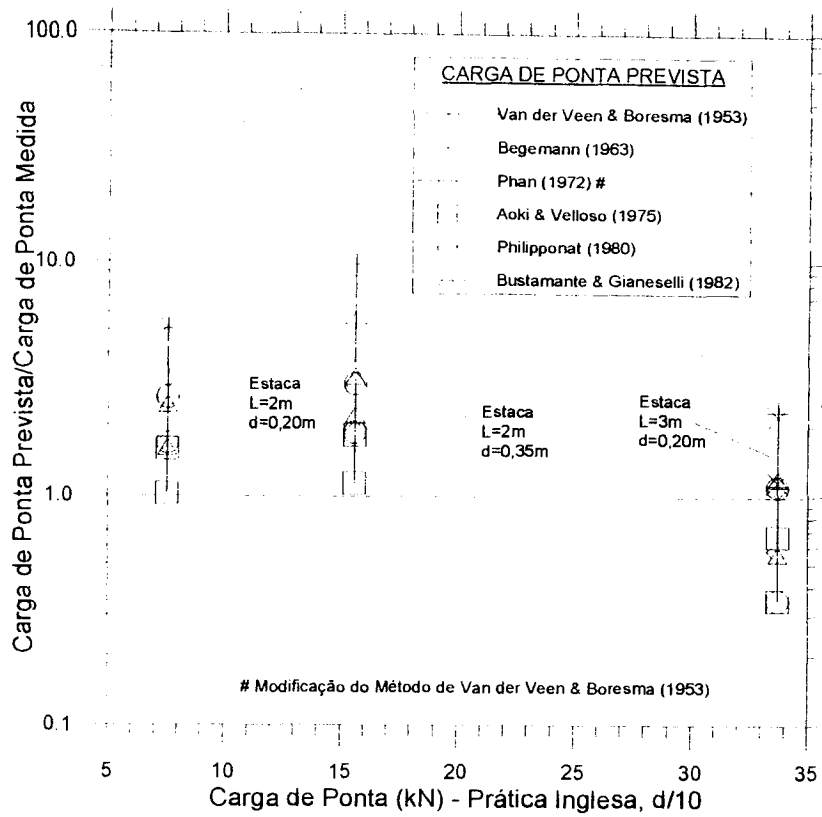 100.0
10.0
1.0
0.1
Carga de Ponta Prevista/Carga de Ponta Medida
CARGA DE PONTA PREVISTA
Van der Veen & Boresma (1953)
Begemann (1963)
Phan (1972) #
Aoki & Velloso (1975)
Philipponat (1980)
Bustamante & Gianeselli (1982)
Estaca
L=2m
d=0,20m
Estaca
L=2m
d=0,35m
Estaca
L=3m
d=0,20m
# Modificação do Método de Van der Veen & Boresma (1953)
5 10 15 20 25 30 35
Carga de Ponta (kN) - Prática Inglesa, d/10